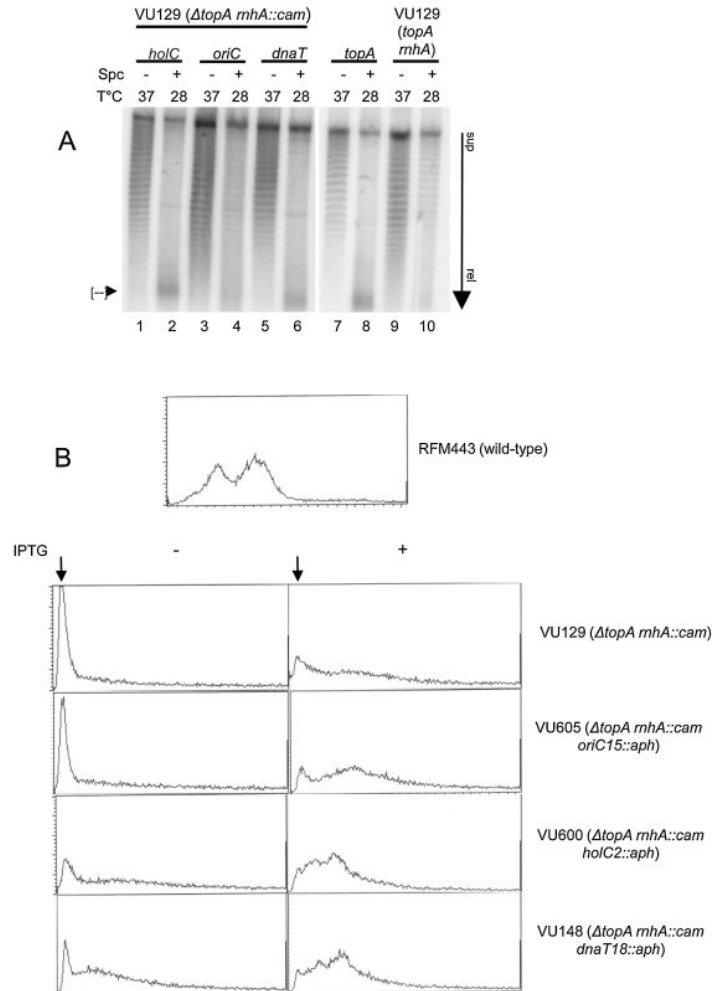 VU129 (ΔtopA rnhA::cam)
VU129
(topA
rnhA)
holC oriC dnaT topA
Spc - + - + - + - + - +
T°C 37 28 37 28 37 28 37 28 37 28
A
sup
rel
[--]
1 2 3 4 5 6 7 8 9 10
B
RFM443 (wild-type)
IPTG - +
VU129 (ΔtopA rnhA::cam)
VU605 (ΔtopA rnhA::cam
oriC15::aph)
VU600 (ΔtopA rnhA::cam
holC2::aph)
VU148 (ΔtopA rnhA::cam
dnaT18::aph)